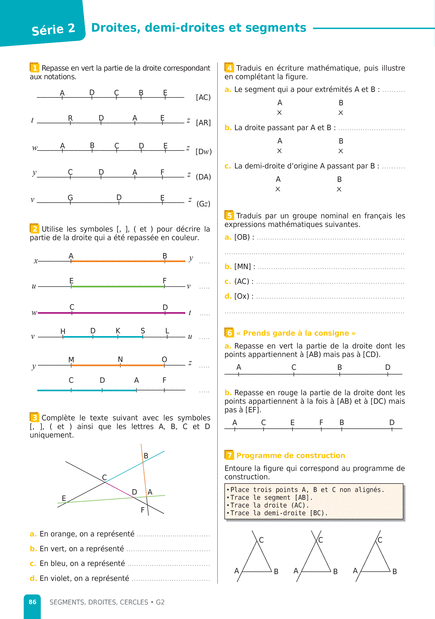 Série 2
Droites, demi-droites et segments
1 Repasse en vert la partie de la droite correspondant
aux notations.
A D C B E
[AC)
t R D A E z
[AR]
w A B C D E z
(Dw)
y C D A F z
(DA)
v G D E z
(Gz)
2 Utilise les symboles [, ], ( et ) pour décrire la
partie de la droite qui a été repassée en couleur.
x A B y .....
u E F v .....
w C D t .....
v H D K S L u .....
y M N O z .....
C D A F .....
3 Complète le texte suivant avec les symboles
[, ], ( et ) ainsi que les lettres A, B, C et D
uniquement.
B
C
D A
E
F
a. En orange, on a représenté ..............................
b. En vert, on a représenté ..................................
c. En bleu, on a représenté ..................................
d. En violet, on a représenté ................................
4 Traduis en écriture mathématique, puis illustre
en complétant la figure.
a. Le segment qui a pour extrémités A et B : ..........
A B
× ×
b. La droite passant par A et B : ............................
A B
× ×
c. La demi-droite d'origine A passant par B : ..........
A B
× ×
5 Traduis par un groupe nominal en français les
expressions mathématiques suivantes.
a. [OB) : ..............................................................
..............................................................
b. [MN] : ..............................................................
c. (AC) : ..............................................................
d. [Ox) : ..............................................................
6 « Prends garde à la consigne »
a. Repasse en vert la partie de la droite dont les
points appartiennent à [AB) mais pas à [CD).
A C B D
b. Repasse en rouge la partie de la droite dont les
points appartiennent à la fois à [AB) et à [DC) mais
pas à [EF].
A C E F B D
7 Programme de construction
Entoure la figure qui correspond au programme de
construction.
•Place trois points A, B et C non alignés.
•Trace le segment [AB].
•Trace la droite (AC).
•Trace la demi-droite [BC).
C C C
A B A B A B
86 SEGMENTS, DROITES, CERCLES • G2